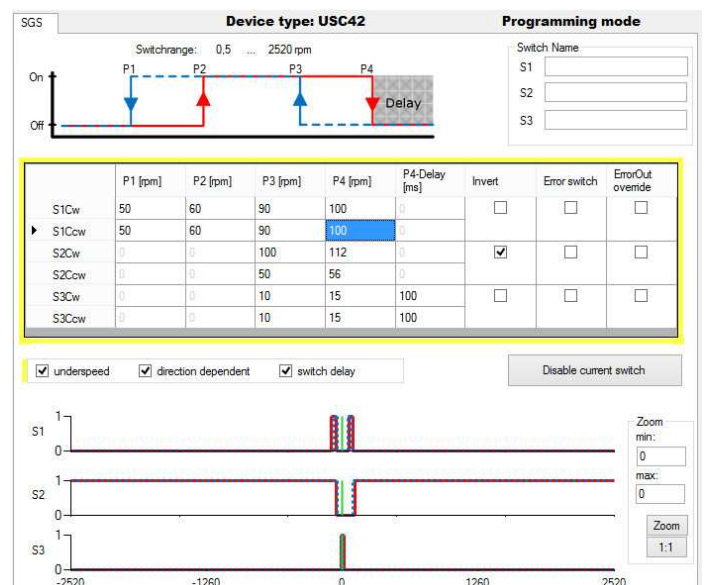 SGS Device type: USC42 Programming mode
Switchrange: 0,5 ... 2520 rpm
On P1 P2 P3 P4
Delay
Off
Switch Name
S1
S2
S3
P1 [rpm] P2 [rpm] P3 [rpm] P4 [rpm] P4-Delay [ms] Invert Error switch ErrorOut override
S1Cw 50 60 90 100 0
S1Ccw 50 60 90 100 0
S2Cw 0 0 100 112 0
S2Ccw 0 0 50 56 0
S3Cw 0 0 10 15 100
S3Ccw 0 0 10 15 100
underspeed direction dependent switch delay Disable current switch
S1 1 0
S2 1 0
S3 1 0
-2520 -1260 0 1260 2520
Zoom
min:
0
max:
0
Zoom
1:1